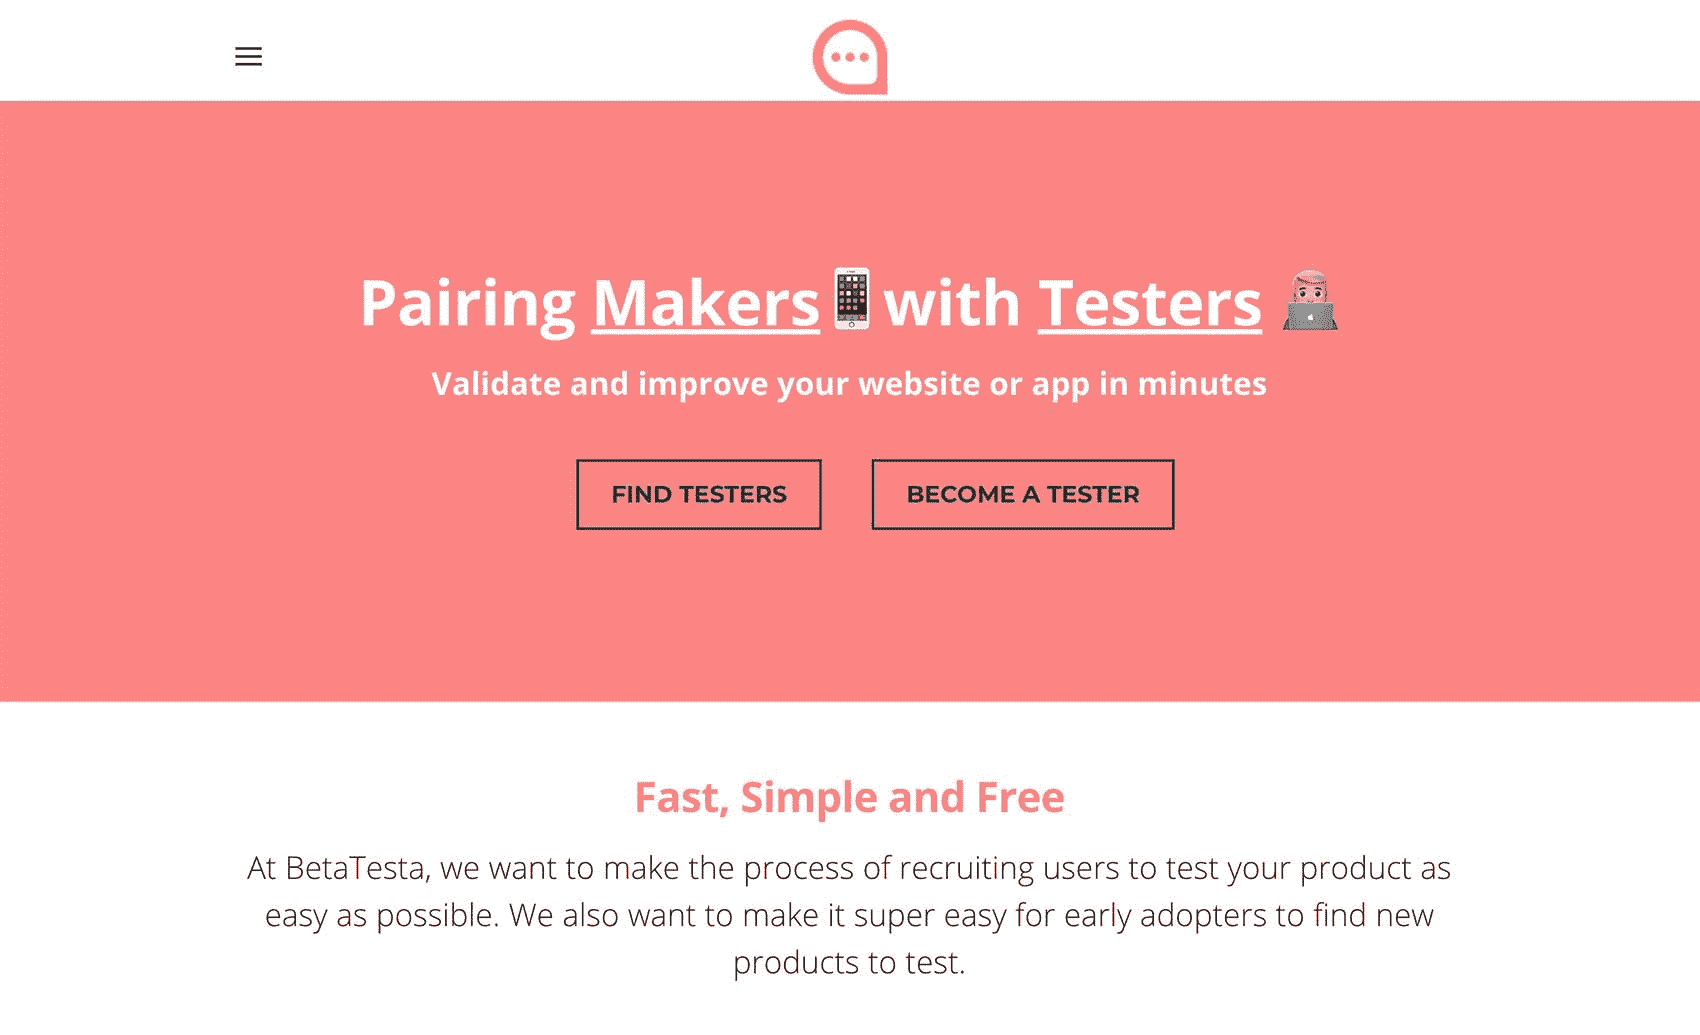 Pairing Makers with Testers
Validate and improve your website or app in minutes
FIND TESTERS
BECOME A TESTER
Fast, Simple and Free
At BetaTesta, we want to make the process of recruiting users to test your product as
easy as possible. We also want to make it super easy for early adopters to find new
products to test.